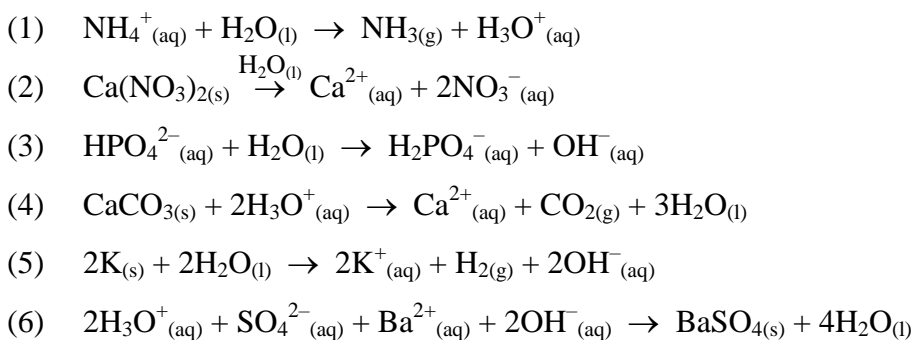 (1) NH₄⁺(aq) + H₂O(l) → NH₃(g) + H₃O⁺(aq)
(2) Ca(NO₃)₂(s) H₂O(l) → Ca²⁺(aq) + 2NO₃⁻(aq)
(3) HPO₄²⁻(aq) + H₂O(l) → H₂PO₄⁻(aq) + OH⁻(aq)
(4) CaCO₃(s) + 2H₃O⁺(aq) → Ca²⁺(aq) + CO₂(g) + 3H₂O(l)
(5) 2K(s) + 2H₂O(l) → 2K⁺(aq) + H₂(g) + 2OH⁻(aq)
(6) 2H₃O⁺(aq) + SO₄²⁻(aq) + Ba²⁺(aq) + 2OH⁻(aq) → BaSO₄(s) + 4H₂O(l)